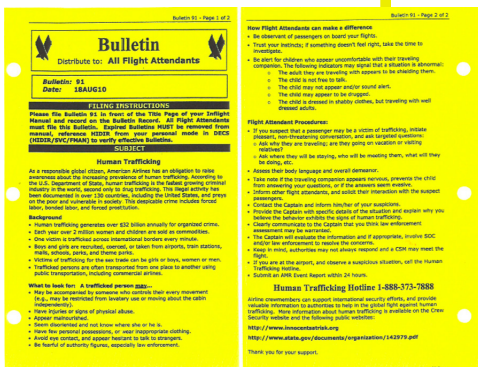 Bulletin 91 - Page 1 of 2
Bulletin
Distribute to: All Flight Attendants
Bulletin: 91
Date: 18AUG10
FILING INSTRUCTIONS
Please file Bulletin 91 in front of the Title Page of your Inflight
Manual and record on the Bulletin Record. All Flight Attendants
must file this Bulletin. Expired Bulletins MUST be removed from
manual, reference HIDIR from your personal mode in DECS
(HIDIR/SVC/FMAN) to verify effective Bulletins.
SUBJECT
Human Trafficking
As a responsible global citizen, American Airlines has an obligation to raise
awareness about the increasing prevalence of human trafficking. According to
the U.S. Department of State, human trafficking is the fastest growing criminal
industry in the world, second only to drug trafficking. This illegal activity has
been documented in over 130 countries, including the United States, and preys
on the poor and vulnerable in society. This despicable crime includes forced
labor, bonded labor, and forced prostitution.
Background
• Human trafficking generates over $32 billion annually for organized crime.
• Each year over 2 million women and children are sold as commodities.
• One victim is trafficked across international borders every minute.
• Boys and girls are recruited, coerced, or taken from airports, train stations,
malls, schools, parks, and theme parks.
• Victims of trafficking for the sex trade can be girls or boys, women or men.
• Trafficked persons are often transported from one place to another using
public transportation, including commercial airlines.
What to look for: A trafficked person may...
• May be accompanied by someone who controls their every movement
(e.g., may be restricted from lavatory use or moving about the cabin
independently).
• Have injuries or signs of physical abuse.
• Appear malnourished.
• Seem disoriented and not know where she or he is.
• Have few personal possessions, or wear inappropriate clothing.
• Avoid eye contact, and appear hesitant to talk to strangers.
• Be fearful of authority figures, especially law enforcement.
Bulletin 91 - Page 2 of 2
How Flight Attendants can make a difference
• Be observant of passengers on board your flights.
• Trust your instincts; if something doesn't feel right, take the time to
investigate.
• Be alert for children who appear uncomfortable with their traveling
companion. The following indicators may signal that a situation is abnormal:
o The adult they are traveling with appears to be shielding them.
o The child is not free to talk.
o The child may not appear and/or sound alert.
o The child may appear to be drugged.
o The child is dressed in shabby clothes, but traveling with well
dressed adults.
Flight Attendant Procedures:
• If you suspect that a passenger may be a victim of trafficking, initiate
pleasant, non-threatening conversation, and ask targeted questions:
Ask why they are traveling; are they going on vacation or visiting
relatives?
Ask where they will be staying, who will be meeting them, what will they
be doing, etc.
• Assess their body language and overall demeanor.
• Take note if the traveling companion appears nervous, prevents the child
from answering your questions, or if the answers seem evasive.
• Inform other flight attendants, and solicit their interaction with the suspect
passengers.
• Contact the Captain and inform him/her of your suspicions.
• Provide the Captain with specific details of the situation and explain why you
believe the behavior exhibits the signs of human trafficking.
• Clearly communicate to the Captain that you think law enforcement
assessment may be warranted.
• The Captain will evaluate the information and if appropriate, involve SOC
and/or law enforcement to resolve the concerns.
• Keep in mind, authorities may not always respond and a CSM may meet the
flight.
• If you are at the airport, and observe a suspicious situation, call the Human
Trafficking Hotline.
• Submit an AMR Event Report within 24 hours.
Human Trafficking Hotline 1-888-373-7888
Airline crewmembers can support international security efforts, and provide
valuable information to authorities to help in the global fight against human
trafficking. More information about human trafficking is available on the Crew
Security website and the following public websites:
http://www.innocentsatrisk.org
http://www.state.gov/documents/organization/142979.pdf
Thank you for your support.